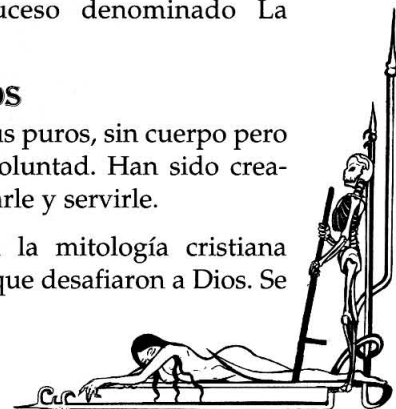 uceso denominado La
os
us puros, sin cuerpo pero
oluntad. Han sido crea-
rle y servirle.
la mitología cristiana
que desafiaron a Dios. Se